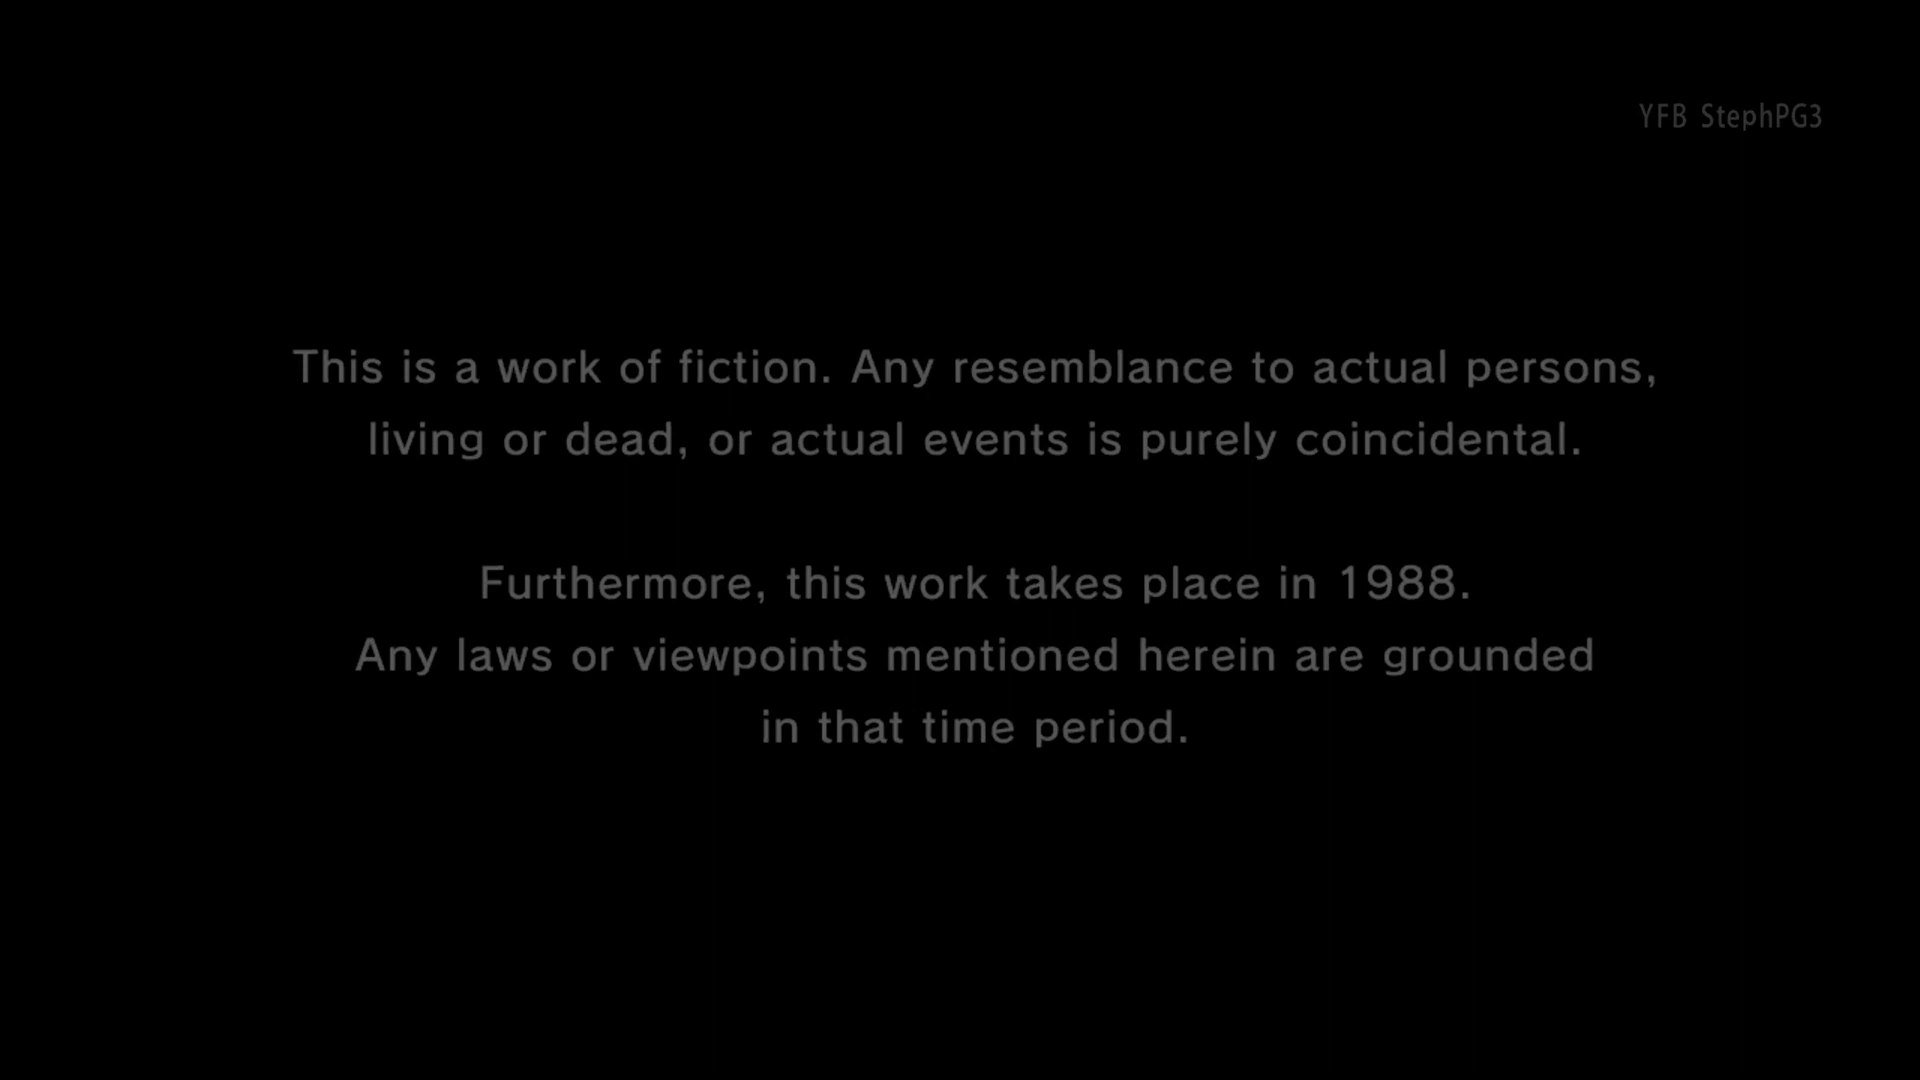 YFB StephPG3
This is a work of fiction. Any resemblance to actual persons,
living or dead, or actual events is purely coincidental.
Furthermore, this work takes place in 1988.
Any laws or viewpoints mentioned herein are grounded
in that time period.